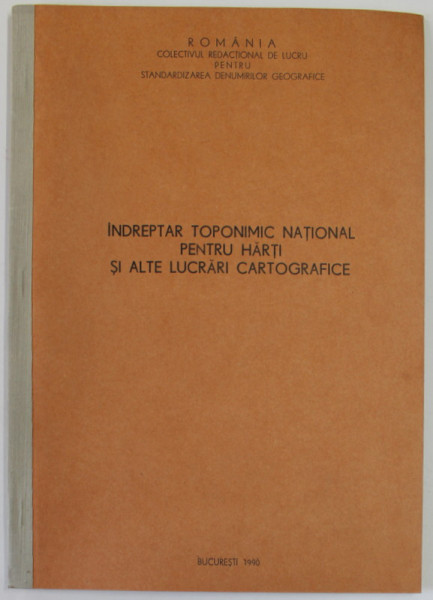 ROMÂNIA
COLECTIVUL REDACȚIONAL DE LUCRU
PENTRU
STANDARDIZAREA DENUMIRILOR GEOGRAFICE
ÎNDREPTAR TOPONIMIC NAȚIONAL
PENTRU HĂRȚI
ȘI ALTE LUCRĂRI CARTOGRAFICE
BUCUREȘTI 1990